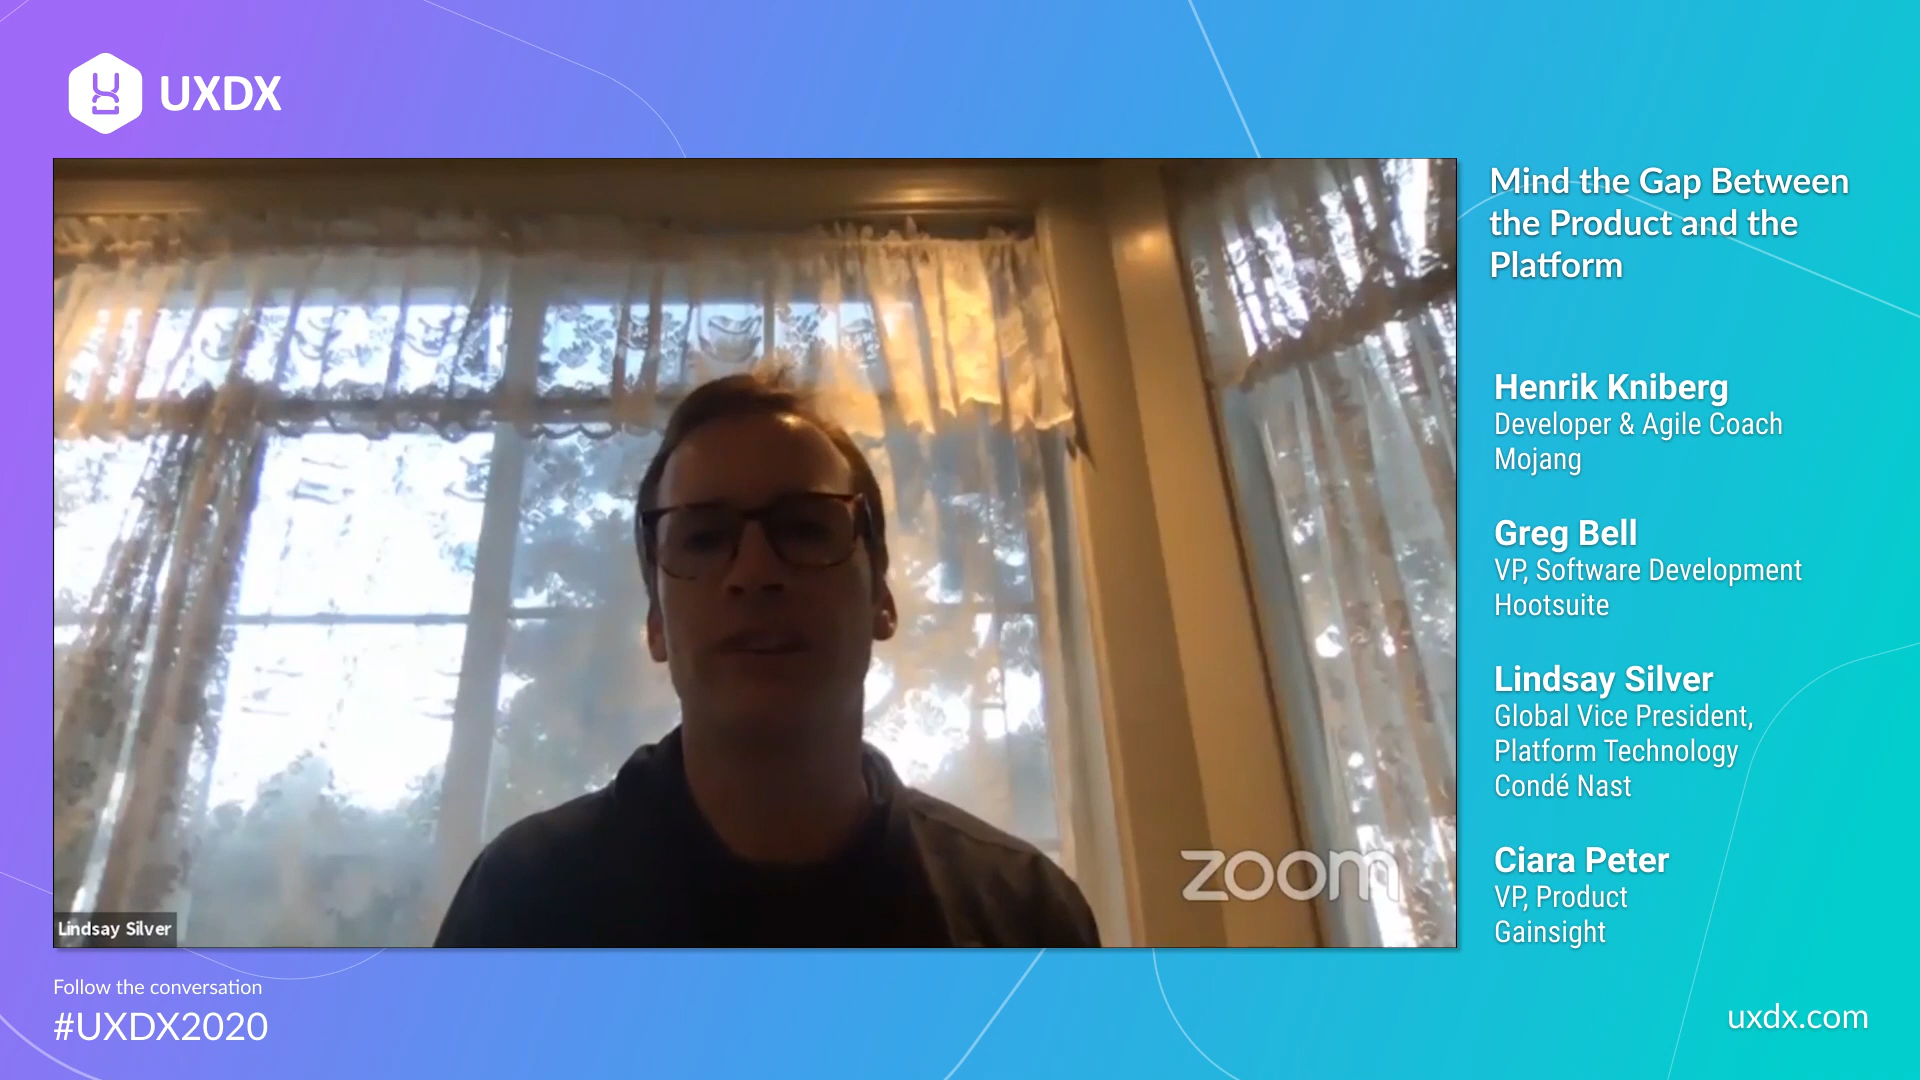 UXDX
Mind the Gap Between
the Product and the
Platform
Henrik Kniberg
Developer & Agile Coach
Mojang
Greg Bell
VP, Software Development
Hootsuite
Lindsay Silver
Global Vice President,
Platform Technology
Condé Nast
Ciara Peter
VP, Product
Gainsight
zoom
Lindsay Silver
Follow the conversation
#UXDX2020
uxdx.com